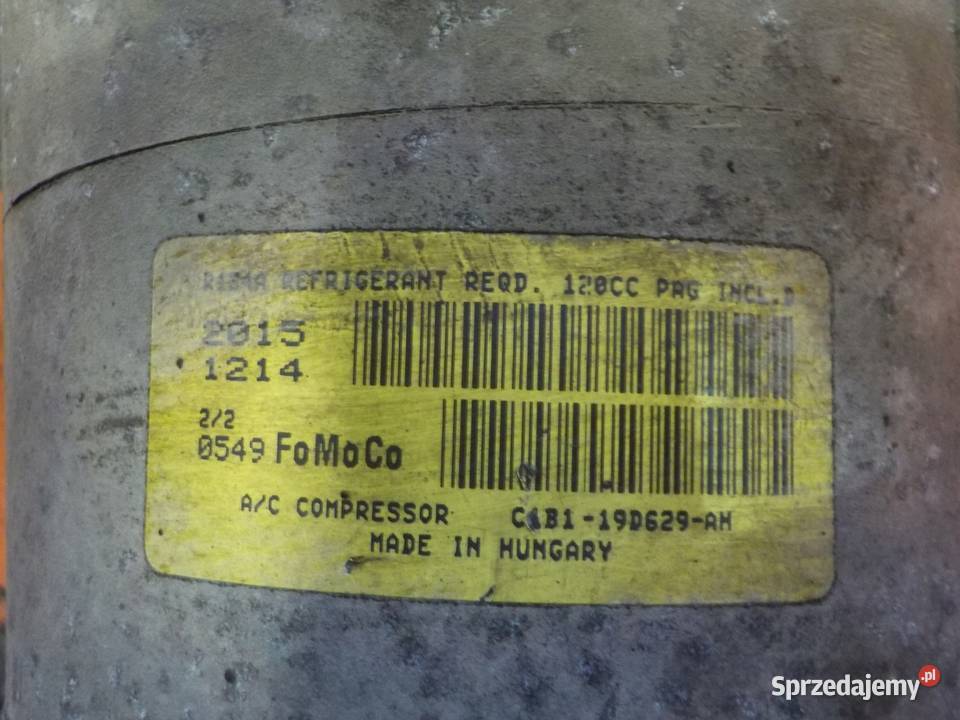 R134A REFRIGERANT REQD. 120CC PAG INCL.D
2015
1214
2/2
0549 FoMoCo
A/C COMPRESSOR C1B1-19D629-AH
MADE IN HUNGARY
Sprzedajemy.pl